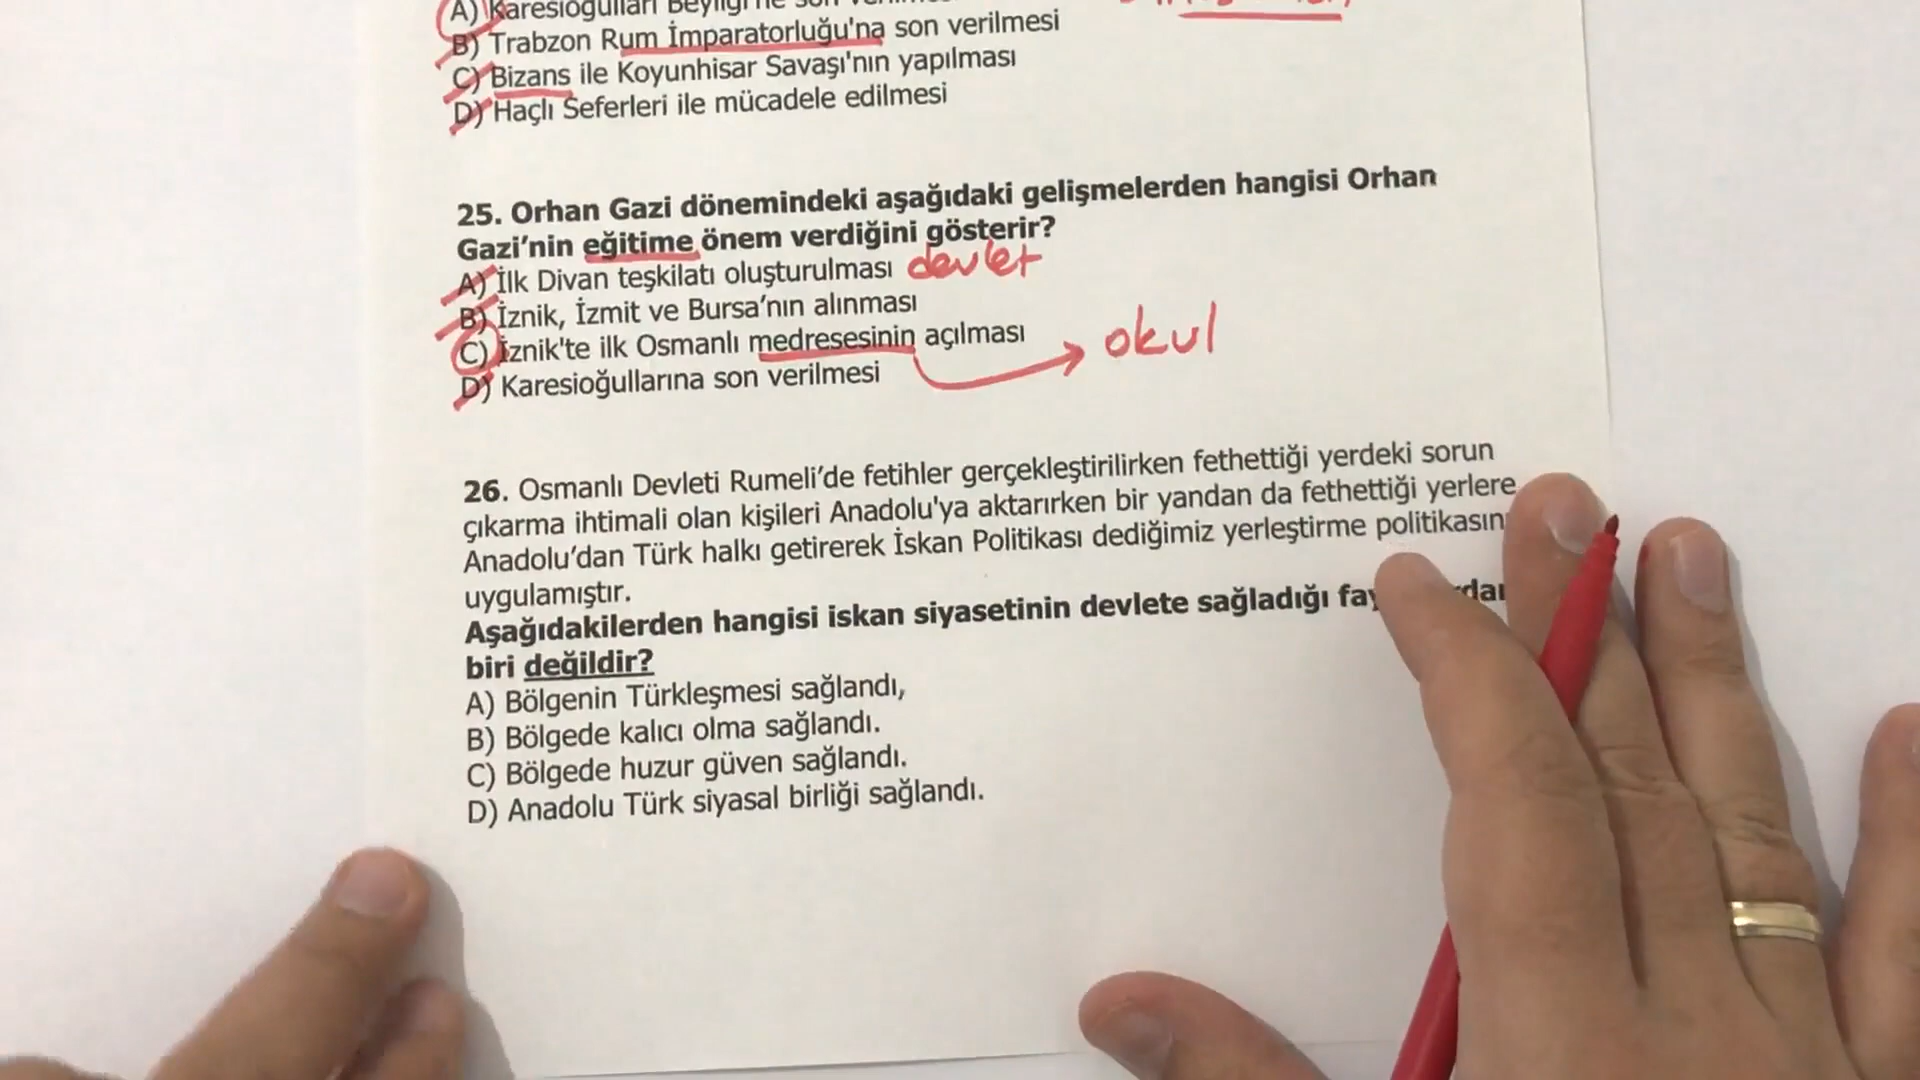 A) Karesioğulları Beyliği'ne son
B) Trabzon Rum İmparatorluğu'na son verilmesi
C) Bizans ile Koyunhisar Savaşı'nın yapılması
D) Haçlı Seferleri ile mücadele edilmesi
25. Orhan Gazi dönemindeki aşağıdaki gelişmelerden hangisi Orhan
Gazi’nin eğitime önem verdiğini gösterir?
A) İlk Divan teşkilatı oluşturulması devlet
B) İznik, İzmit ve Bursa’nın alınması
C) İznik'te ilk Osmanlı medresesinin açılması okul
D) Karesioğullarına son verilmesi
26. Osmanlı Devleti Rumeli’de fetihler gerçekleştirilirken fethettiği yerdeki sorun
çıkarma ihtimali olan kişileri Anadolu'ya aktarırken bir yandan da fethettiği yerlere
Anadolu’dan Türk halkı getirerek İskan Politikası dediğimiz yerleştirme politikasın
uygulamıştır.
Aşağıdakilerden hangisi iskan siyasetinin devlete sağladığı
biri değildir?
A) Bölgenin Türkleşmesi sağlandı,
B) Bölgede kalıcı olma sağlandı.
C) Bölgede huzur güven sağlandı.
D) Anadolu Türk siyasal birliği sağlandı.